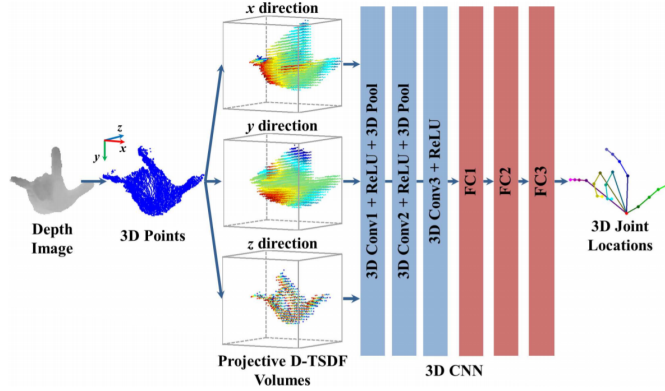 x direction
y direction
z direction
z
x
y
Depth
Image
3D Points
Projective D-TSDF
Volumes
3D Conv1 + ReLU + 3D Pool
3D Conv2 + ReLU + 3D Pool
3D Conv3 + ReLU
FC1
FC2
FC3
3D CNN
3D Joint
Locations